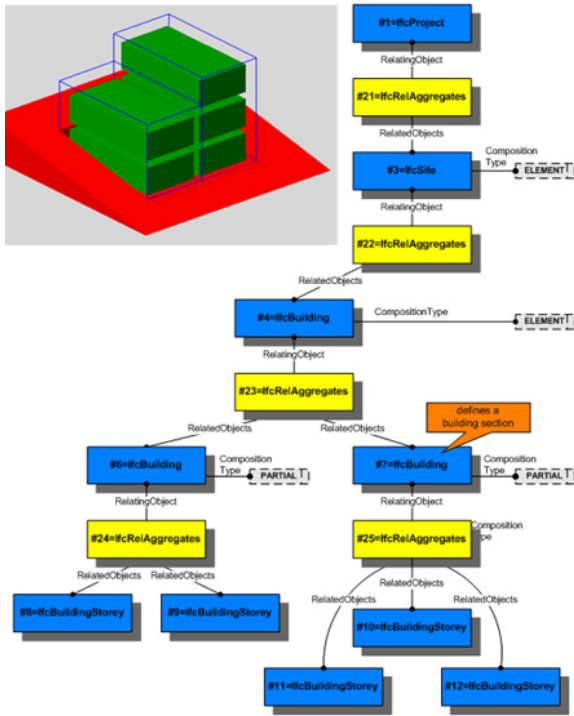 #1=IfcProject
RelatingObject
#21=IfcRelAggregates
RelatedObjects
Composition
Type
#3=IfcSite
ELEMENT
RelatingObject
#22=IfcRelAggregates
RelatedObjects
#4=IfcBuilding
CompositionType
ELEMENT
RelatingObject
#23=IfcRelAggregates
defines a
building section
RelatedObjects
RelatedObjects
#6=IfcBuilding
Composition
Type
PARTIAL
#7=IfcBuilding
Composition
Type
PARTIAL
RelatingObject
RelatingObject
#24=IfcRelAggregates
#25=IfcRelAggregates
Composition
Type
RelatedObjects
RelatedObjects
RelatedObjects
RelatedObjects
RelatedObjects
#8=IfcBuildingStorey
#9=IfcBuildingStorey
#10=IfcBuildingStorey
#11=IfcBuildingStorey
#12=IfcBuildingStorey